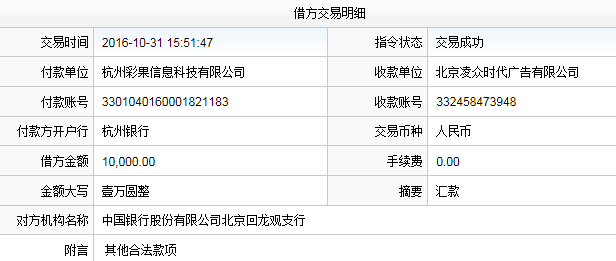 借方交易明细
交易时间 2016-10-31 15:51:47 指令状态 交易成功
付款单位 杭州彩果信息科技有限公司 收款单位 北京凌众时代广告有限公司
付款账号 3301040160001821183 收款账号 332458473948
付款方开户行 杭州银行 交易币种 人民币
借方金额 10,000.00 手续费 0.00
金额大写 壹万圆整 摘要 汇款
对方机构名称 中国银行股份有限公司北京回龙观支行
附言 其他合法款项